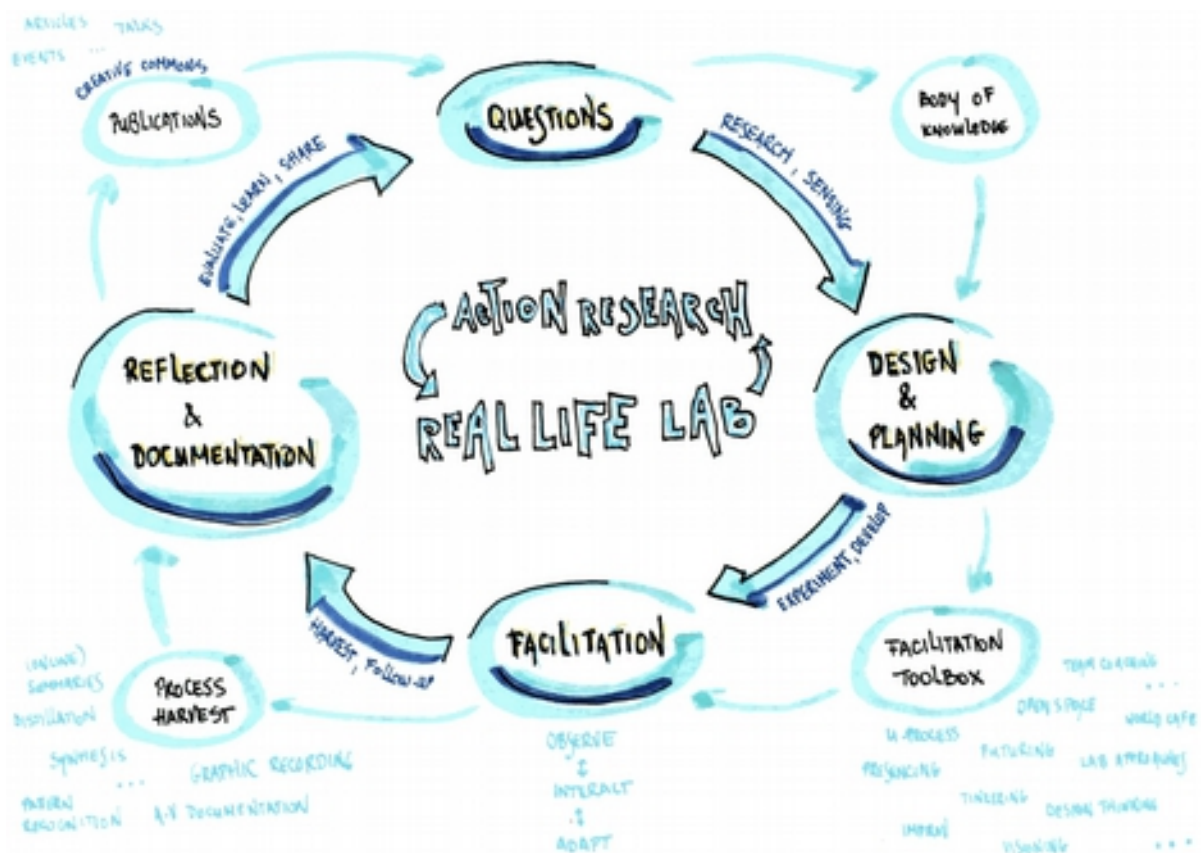 ARTICLES TALKS
EVENTS ...
CREATIVE COMMONS,
PUBLICATIONS
QUESTIONS
BODY OF
KNOWLEDGE
EVALUATE, LEARN, SHARE
RESEARCH, SENSING
ACTION RESEARCH
REAL LIFE LAB
REFLECTION
&
DOCUMENTATION
DESIGN
&
PLANNING
EXPERIMENT, DEVELOP
HARVEST, FOLLOW-UP
FACILITATION
FACILITATION
TOOLBOX
PROCESS
HARVEST
(ONLINE)
SUMMARIES
DISTILLATION
SYNTHESIS
...
GRAPHIC RECORDING
PATTERN
RECOGNITION
A-V DOCUMENTATION
OBSERVE
INTERACT
ADAPT
TEAM COACHING
...
OPEN SPACE
WORLD CAFE
U-PROCESS
FUTURING
LAB APPROACHES
PRESENCING
TINKERING
DESIGN THINKING
IMPROV
VISIONING
...